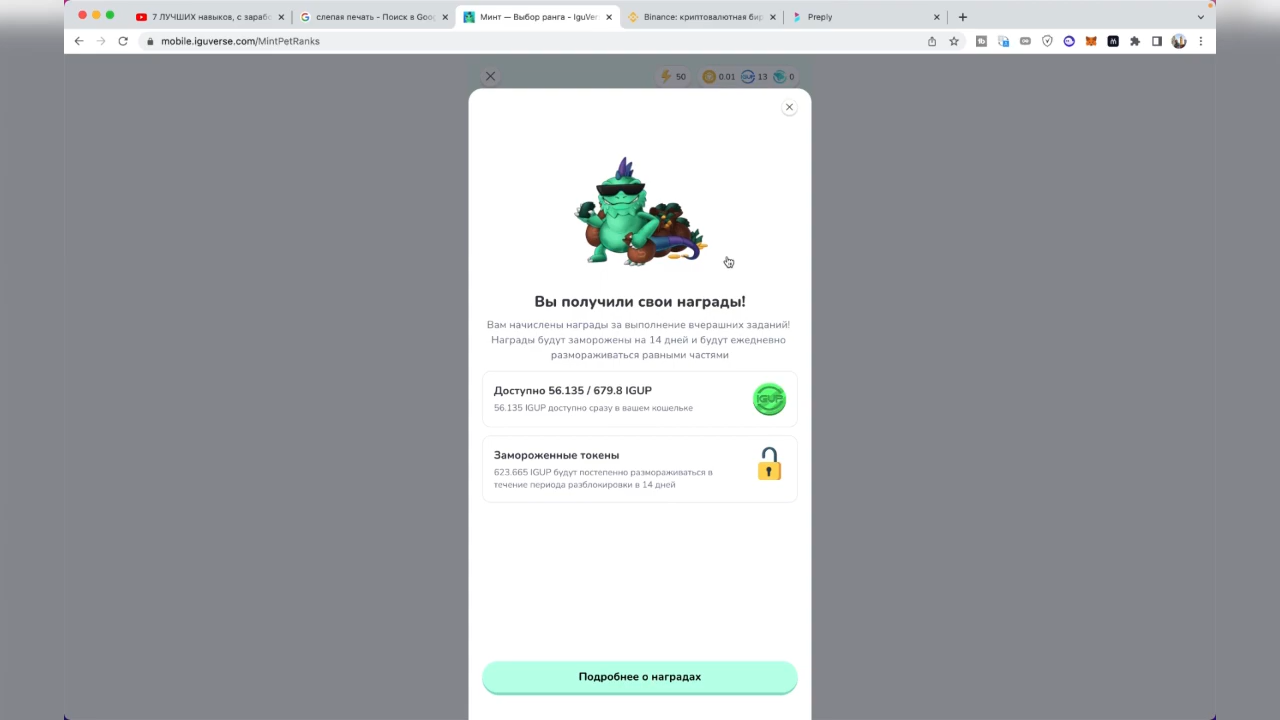 7 ЛУЧШИХ навыков, с зарабо
слепая печать - Поиск в Goog
Минт — Выбор ранга - IguVer
Binance: криптовалютная бир
Preply
mobile.iguverse.com/MintPetRanks
50
0.01
13
0
Вы получили свои награды!
Вам начислены награды за выполнение вчерашних заданий!
Награды будут заморожены на 14 дней и будут ежедневно
размораживаться равными частями
Доступно 56.135 / 679.8 IGUP
56.135 IGUP доступно сразу в вашем кошельке
IGUP
Замороженные токены
623.665 IGUP будут постепенно размораживаться в
течение периода разблокировки в 14 дней
Подробнее о наградах